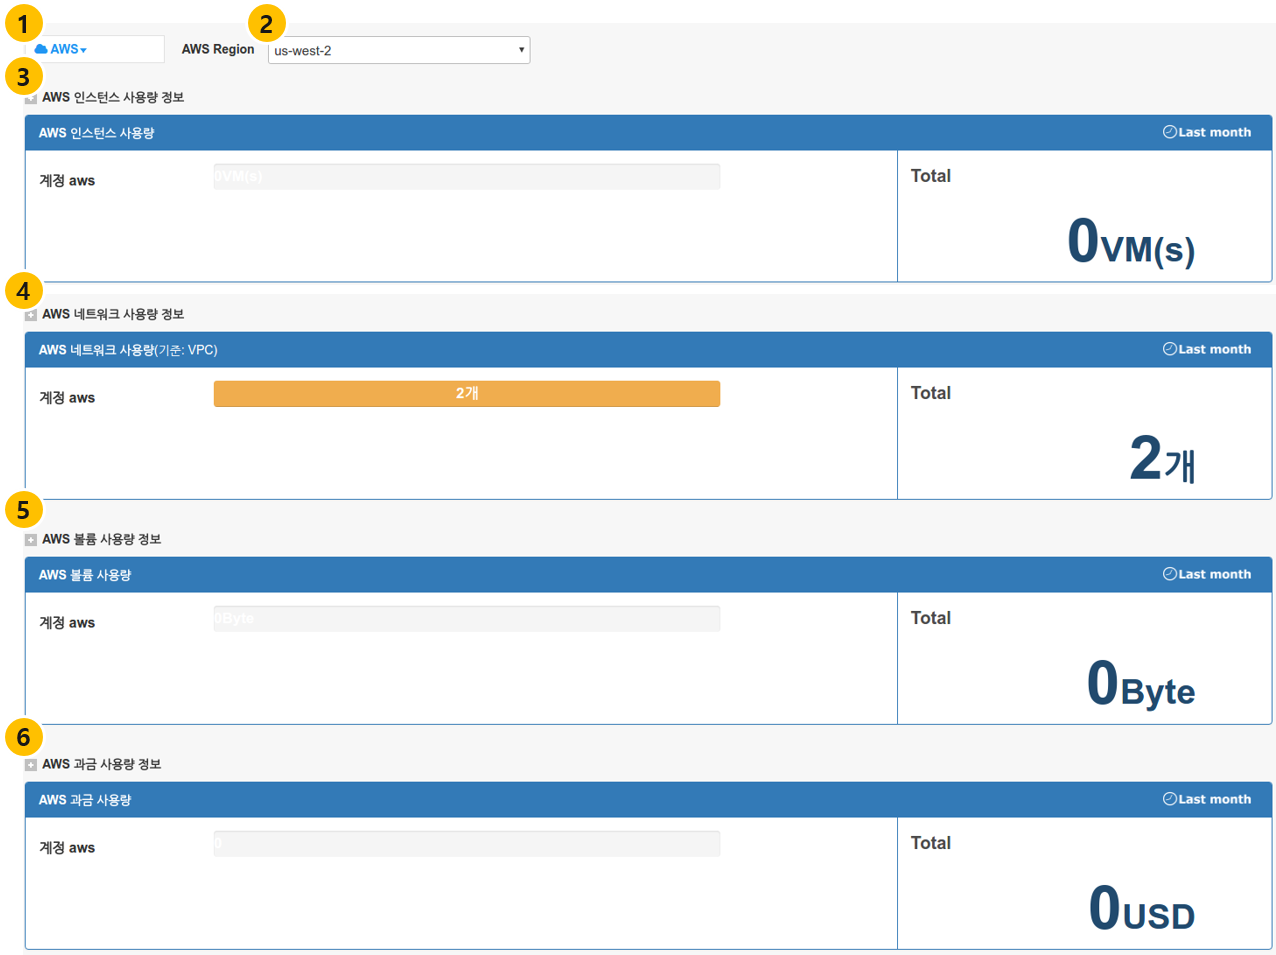 1
2
AWS
AWS Region
us-west-2
3
AWS 인스턴스 사용량 정보
AWS 인스턴스 사용량
Last month
계정 aws
0VM(s)
Total
0VM(s)
4
AWS 네트워크 사용량 정보
AWS 네트워크 사용량(기준: VPC)
Last month
계정 aws
2개
Total
2개
5
AWS 볼륨 사용량 정보
AWS 볼륨 사용량
Last month
계정 aws
0Byte
Total
0Byte
6
AWS 과금 사용량 정보
AWS 과금 사용량
Last month
계정 aws
0
Total
0USD